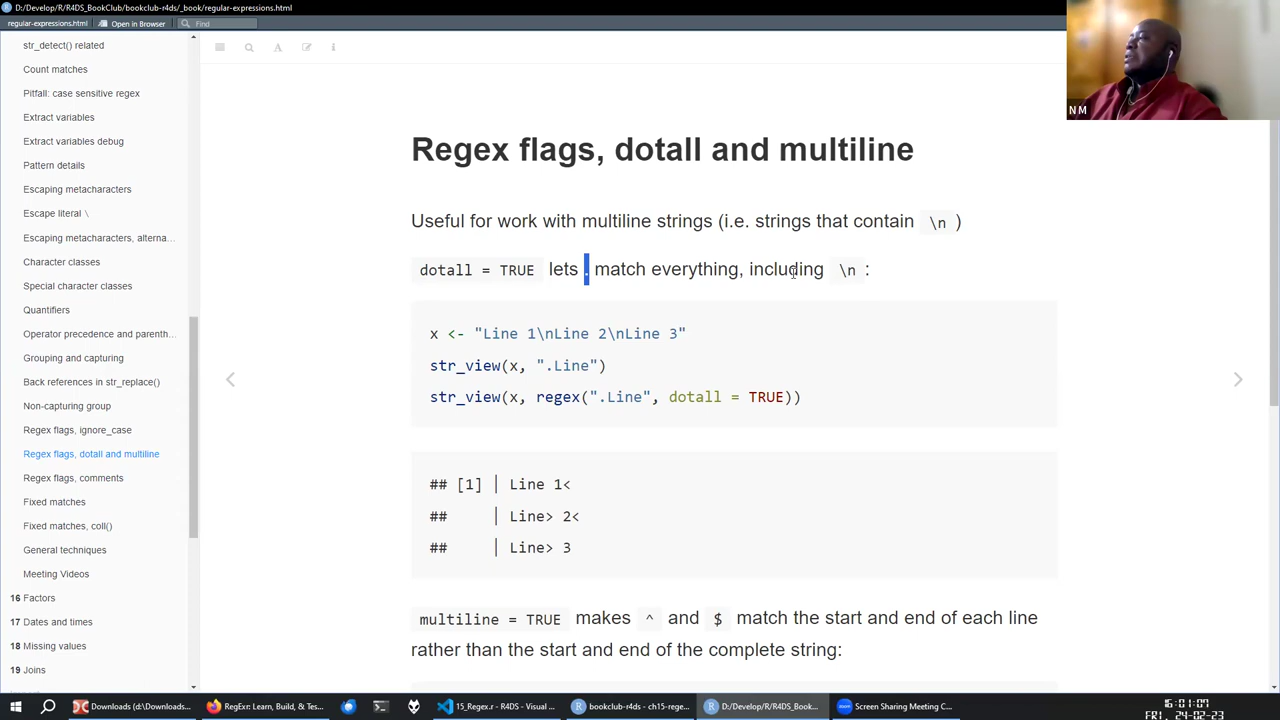 D:/Develop/R/R4DS_BookClub/bookclub-r4ds/_book/regular-expressions.html
regular-expressions.html
Open in Browser
Find
str_detect() related
Count matches
Pitfall: case sensitive regex
Extract variables
Extract variables debug
Pattern details
Escaping metacharacters
Escape literal \
Escaping metacharacters, alterna...
Character classes
Special character classes
Quantifiers
Operator precedence and parenth...
Grouping and capturing
Back references in str_replace()
Non-capturing group
Regex flags, ignore_case
Regex flags, dotall and multiline
Regex flags, comments
Fixed matches
Fixed matches, coll()
General techniques
Meeting Videos
16 Factors
17 Dates and times
18 Missing values
19 Joins
Regex flags, dotall and multiline
Useful for work with multiline strings (i.e. strings that contain \n )
dotall = TRUE lets . match everything, including \n :
x <- "Line 1\nLine 2\nLine 3"
str_view(x, ".Line")
str_view(x, regex(".Line", dotall = TRUE))
## [1] │ Line 1<
## │ Line> 2<
## │ Line> 3
multiline = TRUE makes ^ and $ match the start and end of each line
rather than the start and end of the complete string:
NM
Downloads (d:\Downloads...
RegExr: Learn, Build, & Tes...
15_Regex.r - R4DS - Visual ...
bookclub-r4ds - ch15-rege...
D:/Develop/R/R4DS_Book...
Screen Sharing Meeting C...
16:01:09
FRI, 24-02-23